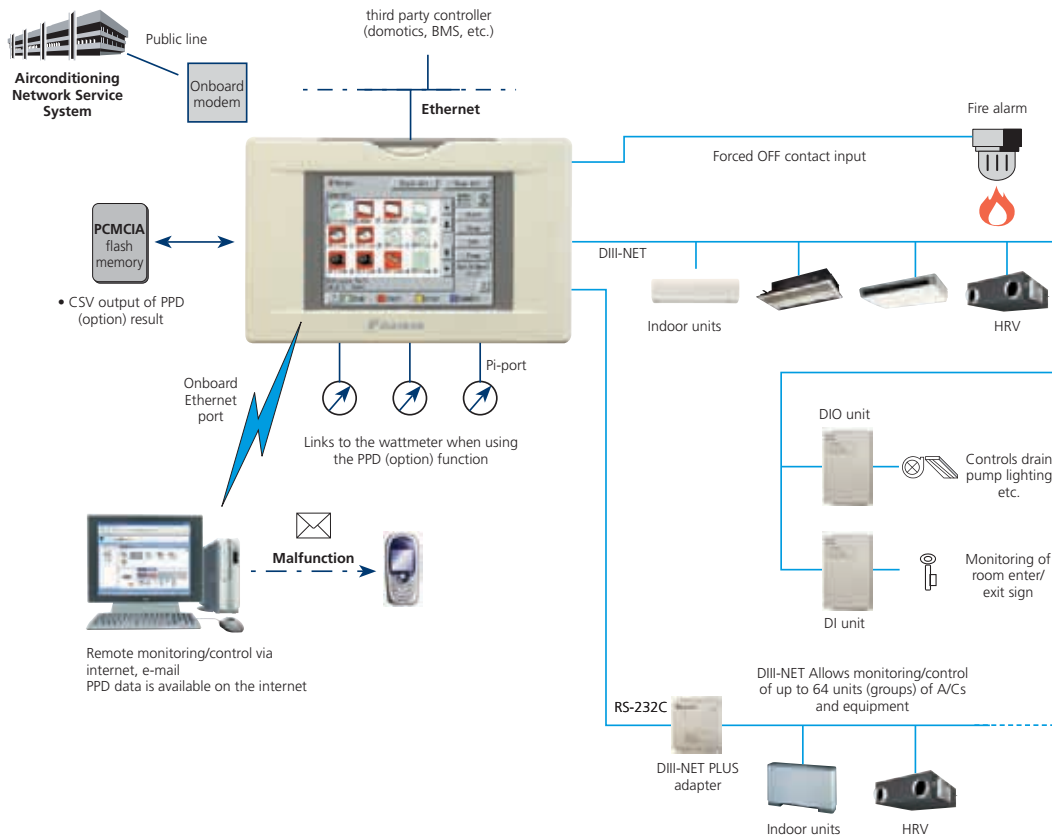 third party controller
(domotics, BMS, etc.)
Public line
Airconditioning
Network Service
System
Onboard
modem
Ethernet
Fire alarm
Forced OFF contact input
PCMCIA
flash
memory
DIII-NET
• CSV output of PPD
(option) result
Indoor units
HRV
DAIKIN
Pi-port
Onboard
Ethernet
port
Links to the wattmeter when using
the PPD (option) function
DIO unit
Controls drain
pump lighting
etc.
Malfunction
Monitoring of
room enter/
exit sign
DI unit
Remote monitoring/control via
internet, e-mail
PPD data is available on the internet
DIII-NET Allows monitoring/control
of up to 64 units (groups) of A/Cs
and equipment
RS-232C
DIII-NET PLUS
adapter
Indoor units
HRV